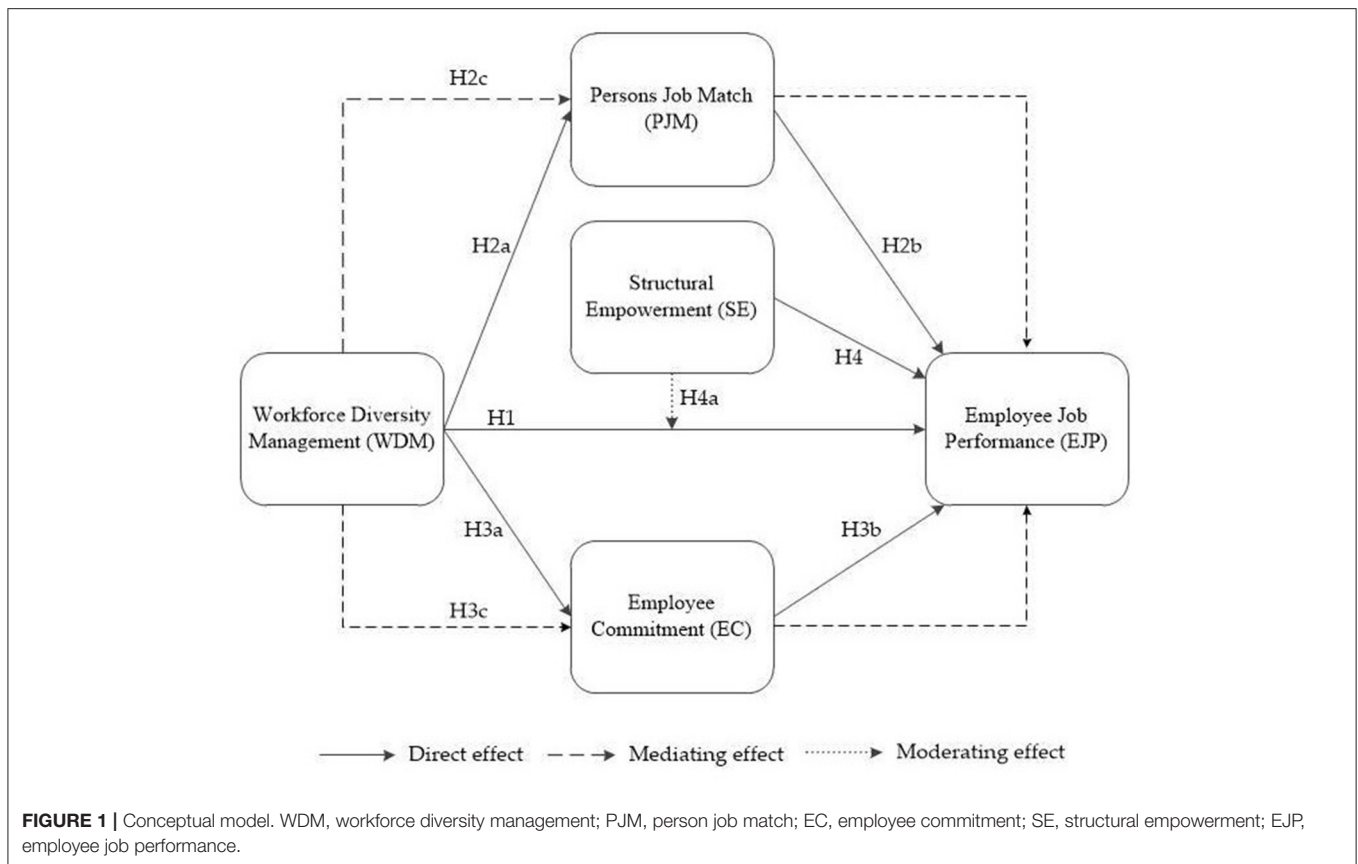 H2c
Persons Job Match
(PJM)
H2a
H2b
Structural
Empowerment (SE)
H4
H4a
Workforce Diversity
Management (WDM)
H1
Employee Job
Performance (EJP)
H3a
H3b
Employee
Commitment (EC)
H3c
Direct effect
Mediating effect
Moderating effect
FIGURE 1 | Conceptual model. WDM, workforce diversity management; PJM, person job match; EC, employee commitment; SE, structural empowerment; EJP,
employee job performance.